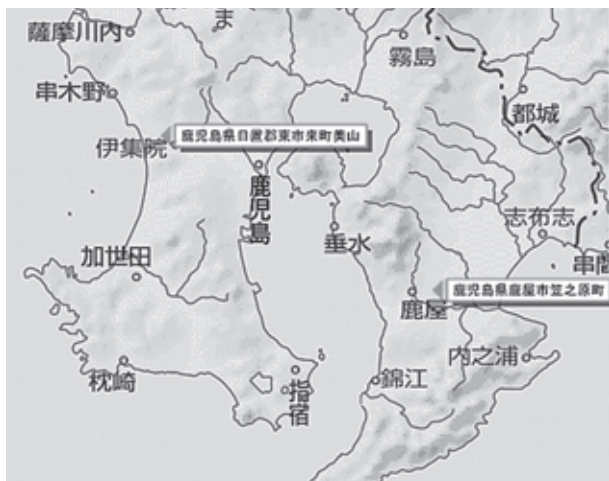 ま
薩摩川内
霧島
串木野
都城
鹿児島県日置郡東市来町美山
伊集院
鹿児島
志布志
垂水
加世田
串間
鹿児島県鹿屋市笠之原町
鹿屋
内之浦
枕崎
指宿
錦江